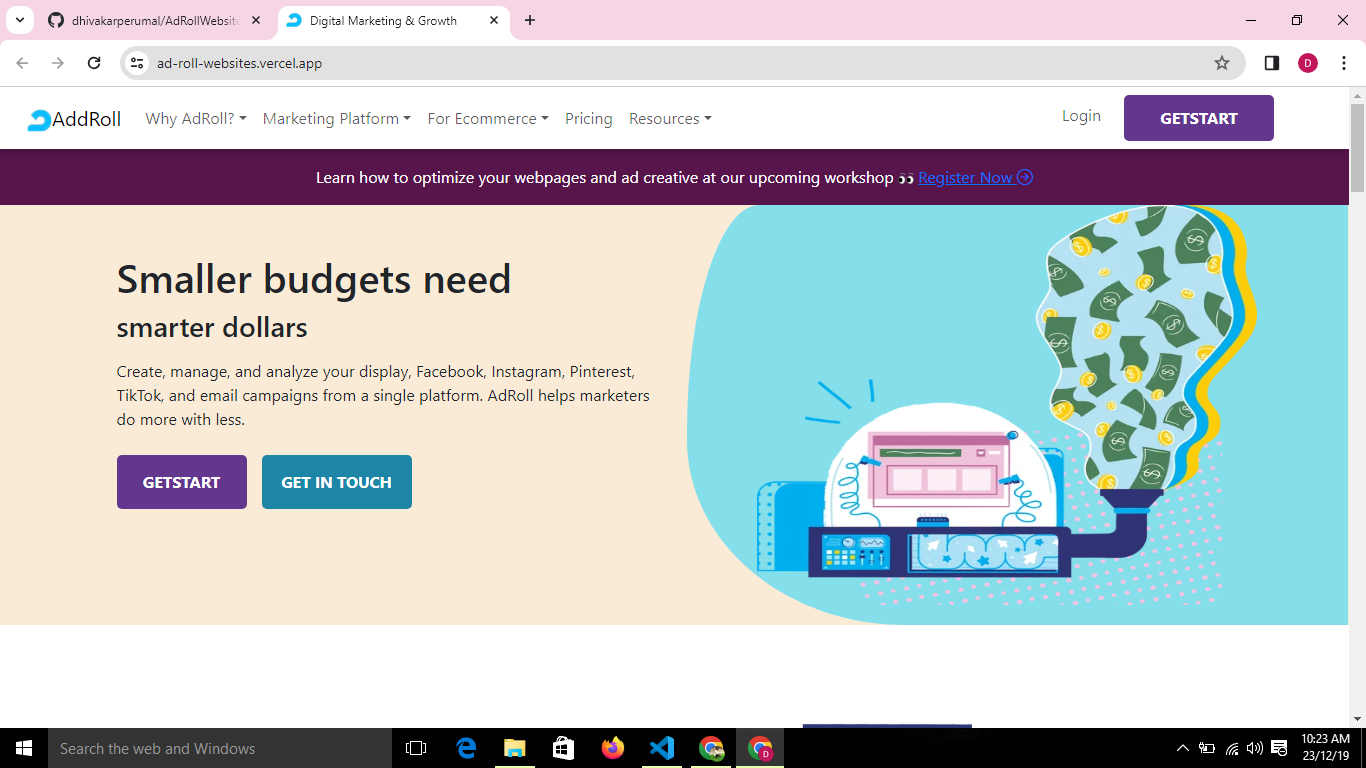 dhivakarperumal/AdRollWebsite
Digital Marketing & Growth
ad-roll-websites.vercel.app
D
AddRoll
Why AdRoll?
Marketing Platform
For Ecommerce
Pricing
Resources
Login
GETSTART
Learn how to optimize your webpages and ad creative at our upcoming workshop 👀 Register Now
Smaller budgets need
smarter dollars
Create, manage, and analyze your display, Facebook, Instagram, Pinterest,
TikTok, and email campaigns from a single platform. AdRoll helps marketers
do more with less.
GETSTART
GET IN TOUCH
Search the web and Windows
D
10:23 AM
23/12/19